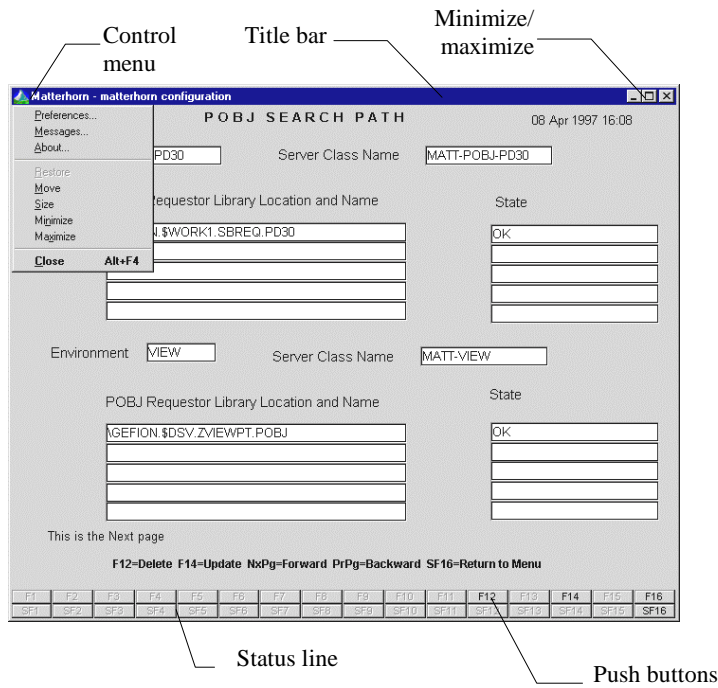 Control menu
Title bar
Minimize/ maximize
Matterhorn - matterhorn configuration
Preferences...
Messages...
About...
Restore
Move
Size
Minimize
Maximize
Close Alt+F4
POBJ SEARCH PATH 08 Apr 1997 16:08
PD30 Server Class Name MATT-POBJ-PD30
Requestor Library Location and Name State
N.$WORK1.SBREQ.PD30 OK
Environment VIEW Server Class Name MATT-VIEW
POBJ Requestor Library Location and Name State
\GEFION.$DSV.ZVIEWPT.POBJ OK
This is the Next page
F12=Delete F14=Update NxPg=Forward PrPg=Backward SF16=Return to Menu
F1 F2 F3 F4 F5 F6 F7 F8 F9 F10 F11 F12 F13 F14 F15 F16
SF1 SF2 SF3 SF4 SF5 SF6 SF7 SF8 SF9 SF10 SF11 SF12 SF13 SF14 SF15 SF16
Status line
Push buttons